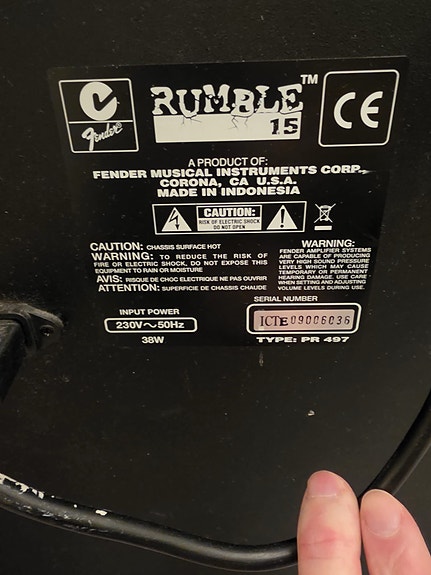 Fender
RUMBLE™
15
CE
A PRODUCT OF:
FENDER MUSICAL INSTRUMENTS CORP.
CORONA, CA U.S.A.
MADE IN INDONESIA
CAUTION:
RISK OF ELECTRIC SHOCK
DO NOT OPEN
CAUTION: CHASSIS SURFACE HOT
WARNING: TO REDUCE THE RISK OF
FIRE OR ELECTRIC SHOCK, DO NOT EXPOSE THIS
EQUIPMENT TO RAIN OR MOISTURE
AVIS: RISQUE DE CHOC ELECTRIQUE NE PAS OUVRIR
ATTENTION: SUPERFICIE DE CHASSIS CHAUDE
WARNING:
FENDER AMPLIFIER SYSTEMS
ARE CAPABLE OF PRODUCING
VERY HIGH SOUND PRESSURE
LEVELS WHICH MAY CAUSE
TEMPORARY OR PERMANENT
HEARING DAMAGE. USE CARE
WHEN SETTING AND ADJUSTING
VOLUME LEVELS DURING USE.
INPUT POWER
230V~50Hz
38W
SERIAL NUMBER
ICTE09006036
TYPE: PR 497